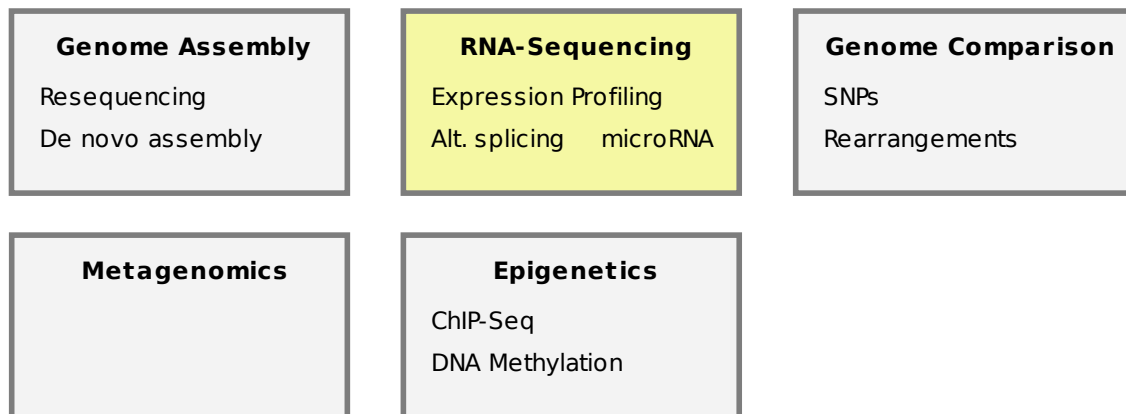 Genome Assembly
Resequencing
De novo assembly
RNA-Sequencing
Expression Profiling
Alt. splicing microRNA
Genome Comparison
SNPs
Rearrangements
Metagenomics
Epigenetics
ChIP-Seq
DNA Methylation